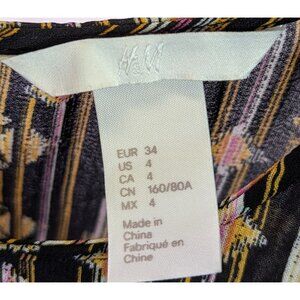 H&M
EUR 34
US 4
CA 4
CN 160/80A
MX 4
Made in
China
Fabriqué en
Chine